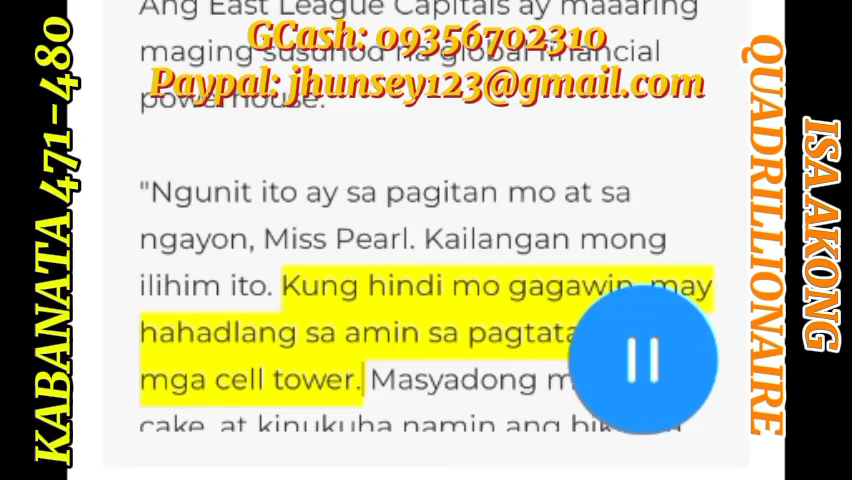 Ang East League Capitals ay maaaring
GCash: 09356702310
maging susunod na global financial
Paypal: jhunsey123@gmail.com
powerhouse.
"Ngunit ito ay sa pagitan mo at sa
ngayon, Miss Pearl. Kailangan mong
ilihim ito. Kung hindi mo gagawin, may
hahadlang sa amin sa
mga cell tower. Masyadong
cake, at kinukuha namin ang
KABANATA 471-480
QUADRILLIONAIRE
ISA AKONG